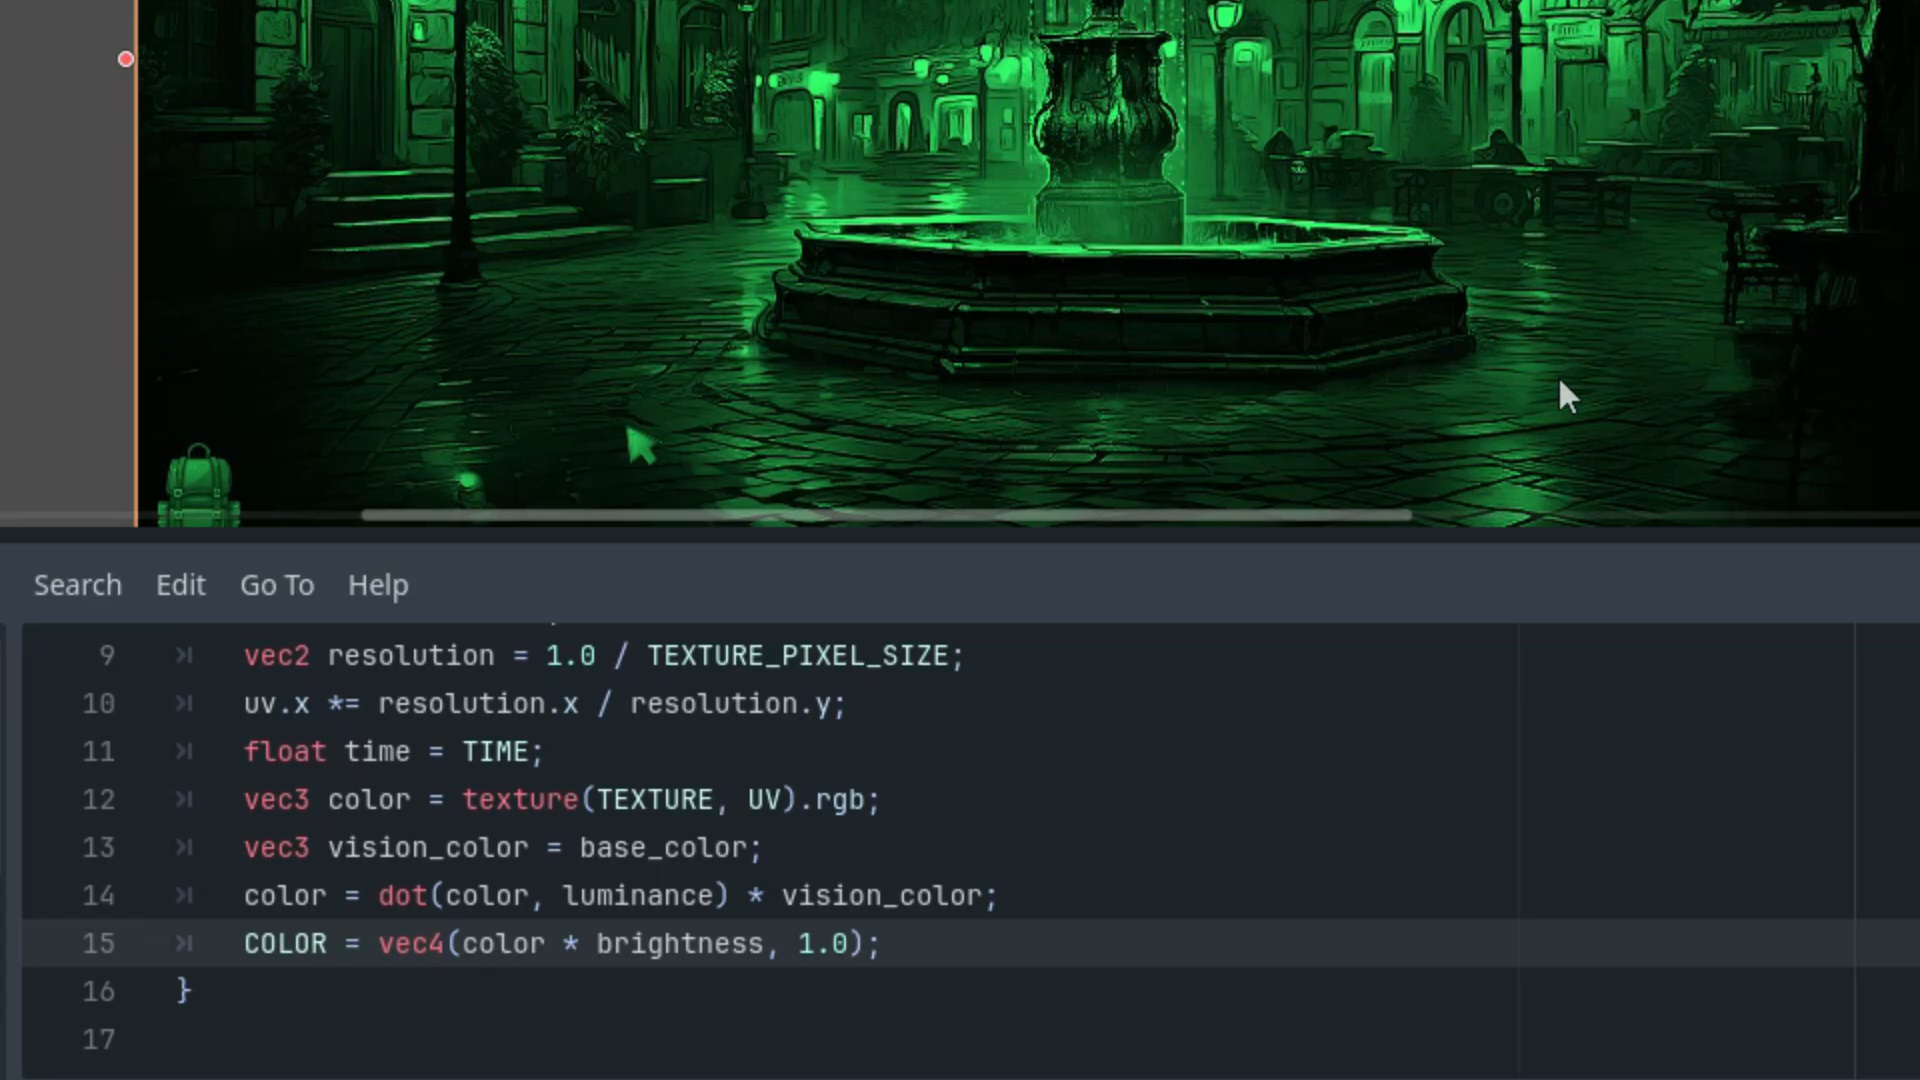 Search Edit Go To Help
9 vec2 resolution = 1.0 / TEXTURE_PIXEL_SIZE;
10 uv.x *= resolution.x / resolution.y;
11 float time = TIME;
12 vec3 color = texture(TEXTURE, UV).rgb;
13 vec3 vision_color = base_color;
14 color = dot(color, luminance) * vision_color;
15 COLOR = vec4(color * brightness, 1.0);
16 }
17